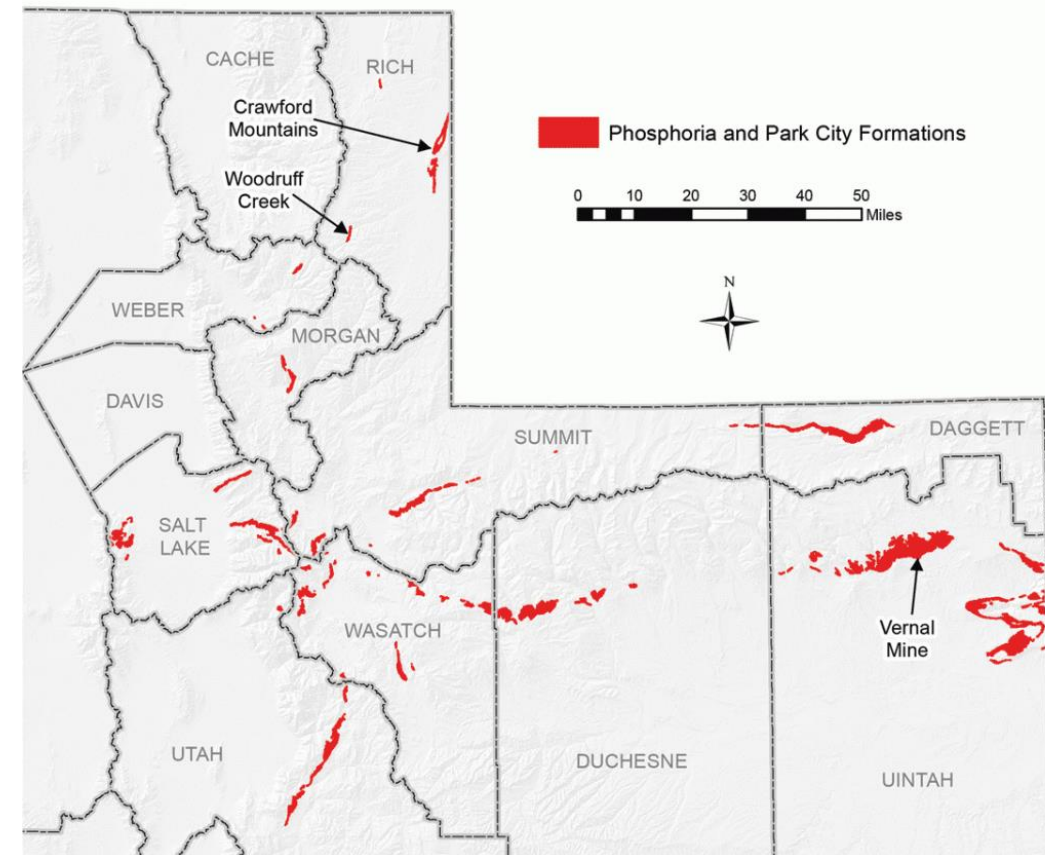 CACHE
RICH
Crawford
Mountains
Woodruff
Creek
Phosphoria and Park City Formations
0 10 20 30 40 50
Miles
N
WEBER
MORGAN
DAVIS
SUMMIT
DAGGETT
SALT
LAKE
WASATCH
Vernal
Mine
UTAH
DUCHESNE
UINTAH